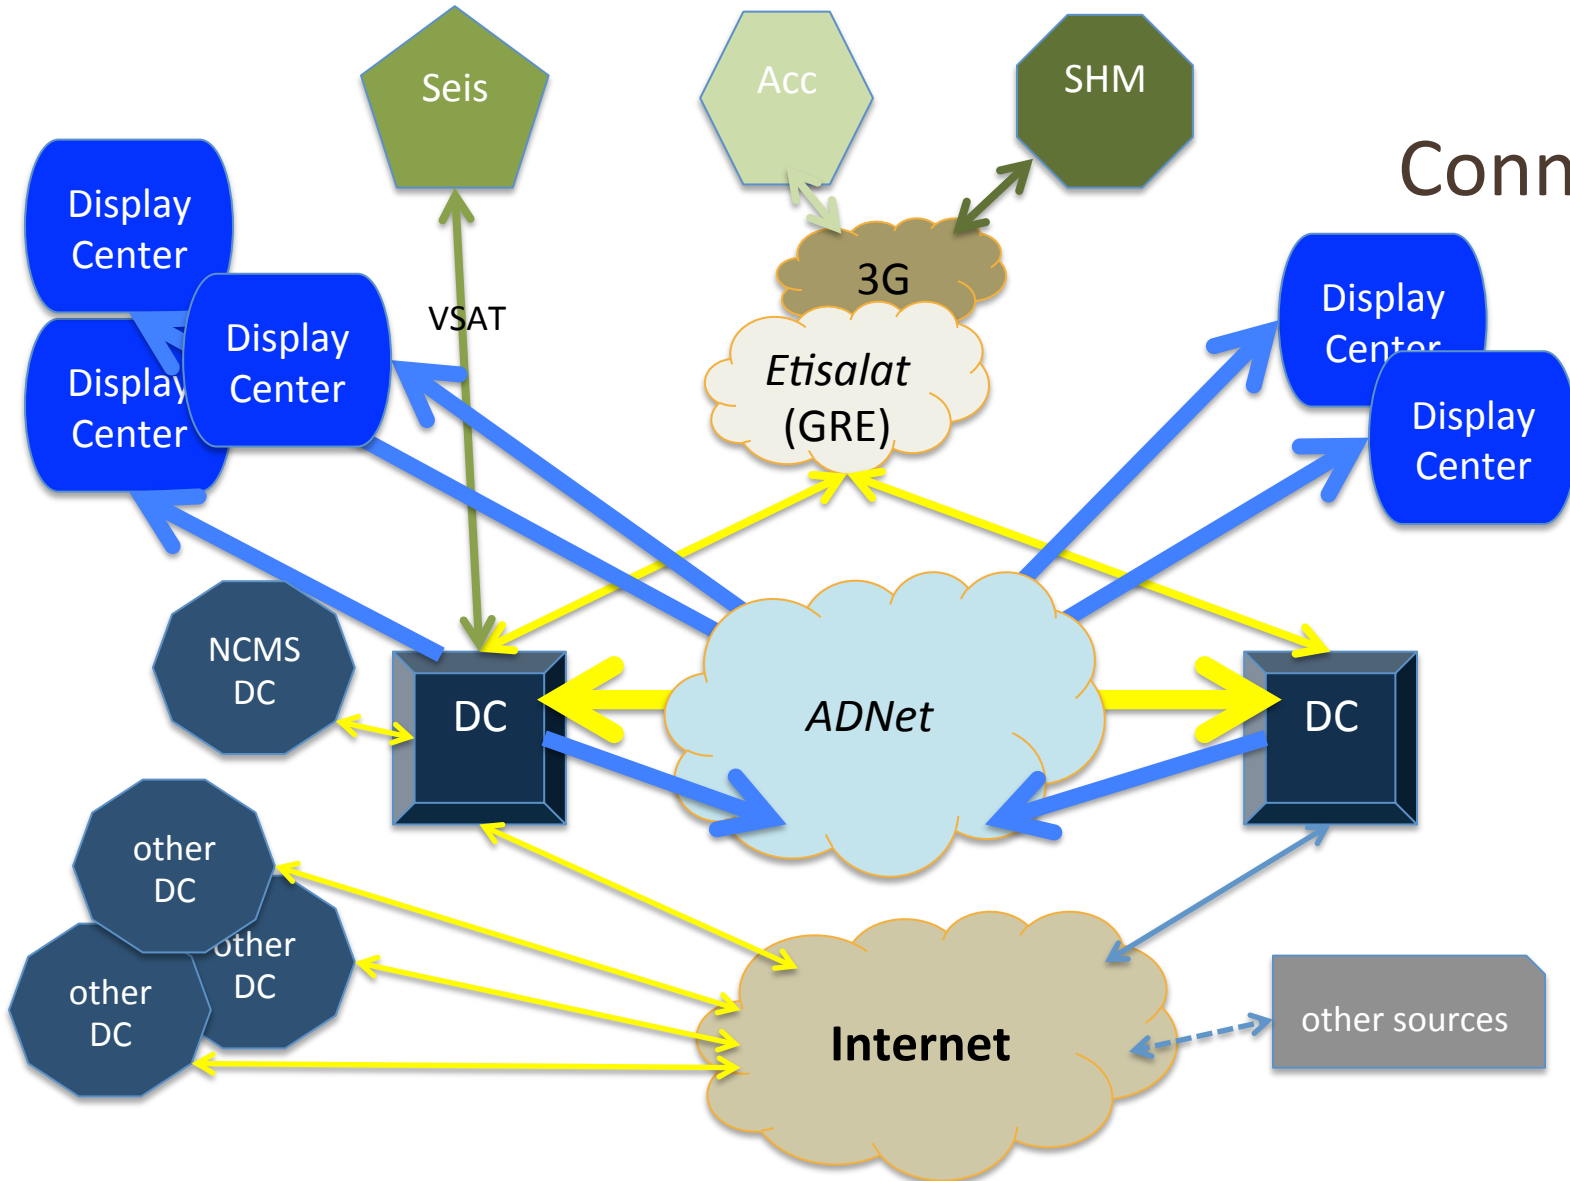 Seis
Acc
SHM
Conn
Display
Center
Display
Center
Display
Center
VSAT
3G
Etisalat
(GRE)
Display
Center
Display
Center
NCMS
DC
DC
ADNet
DC
other
DC
other
DC
other
DC
Internet
other sources